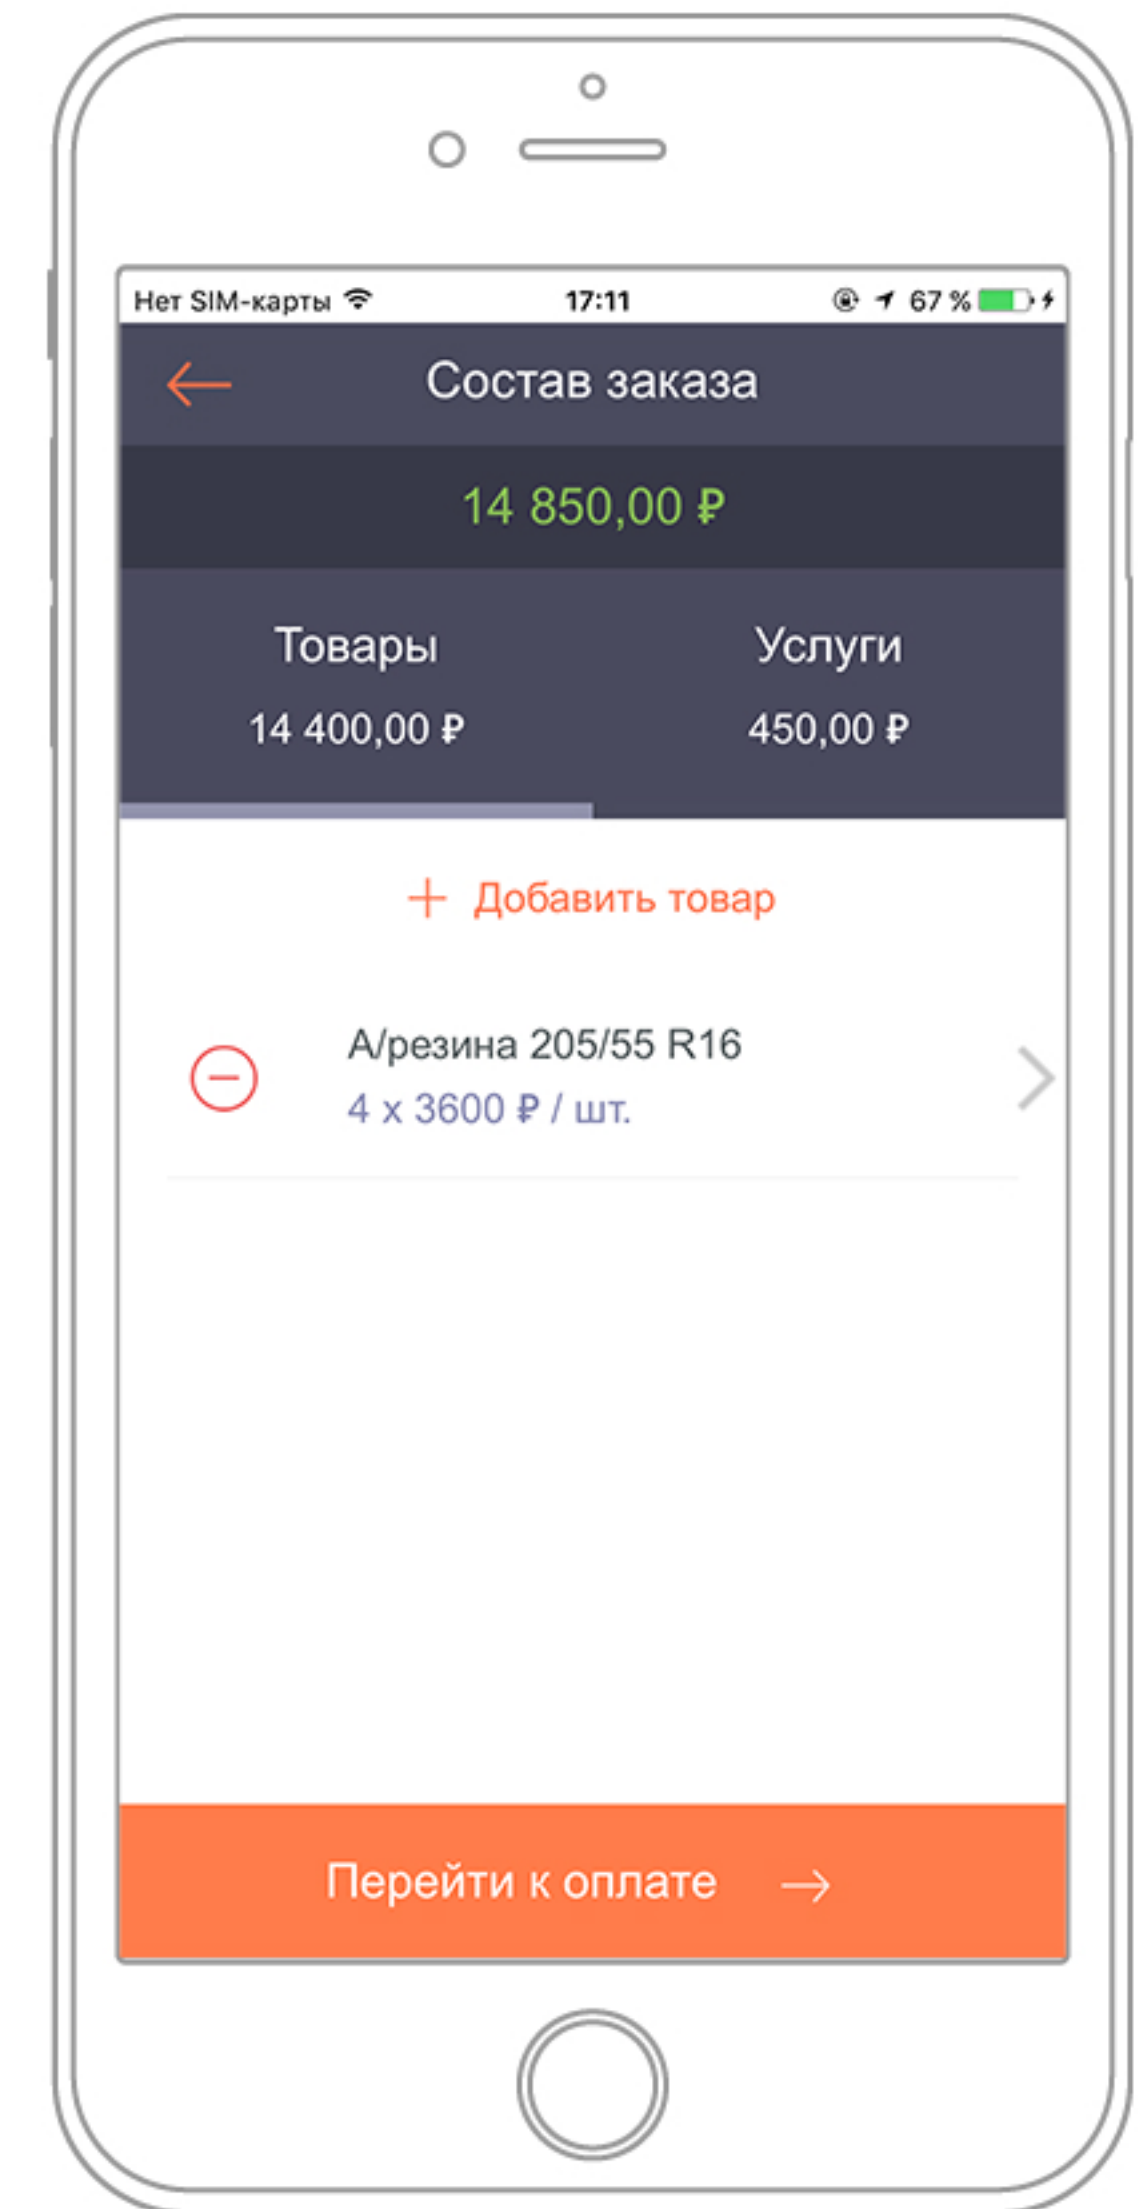 Нет SIM-карты 17:11 67 %
Состав заказа
14 850,00 ₽
Товары Услуги
14 400,00 ₽ 450,00 ₽
+ Добавить товар
А/резина 205/55 R16
4 x 3600 ₽ / шт.
Перейти к оплате →